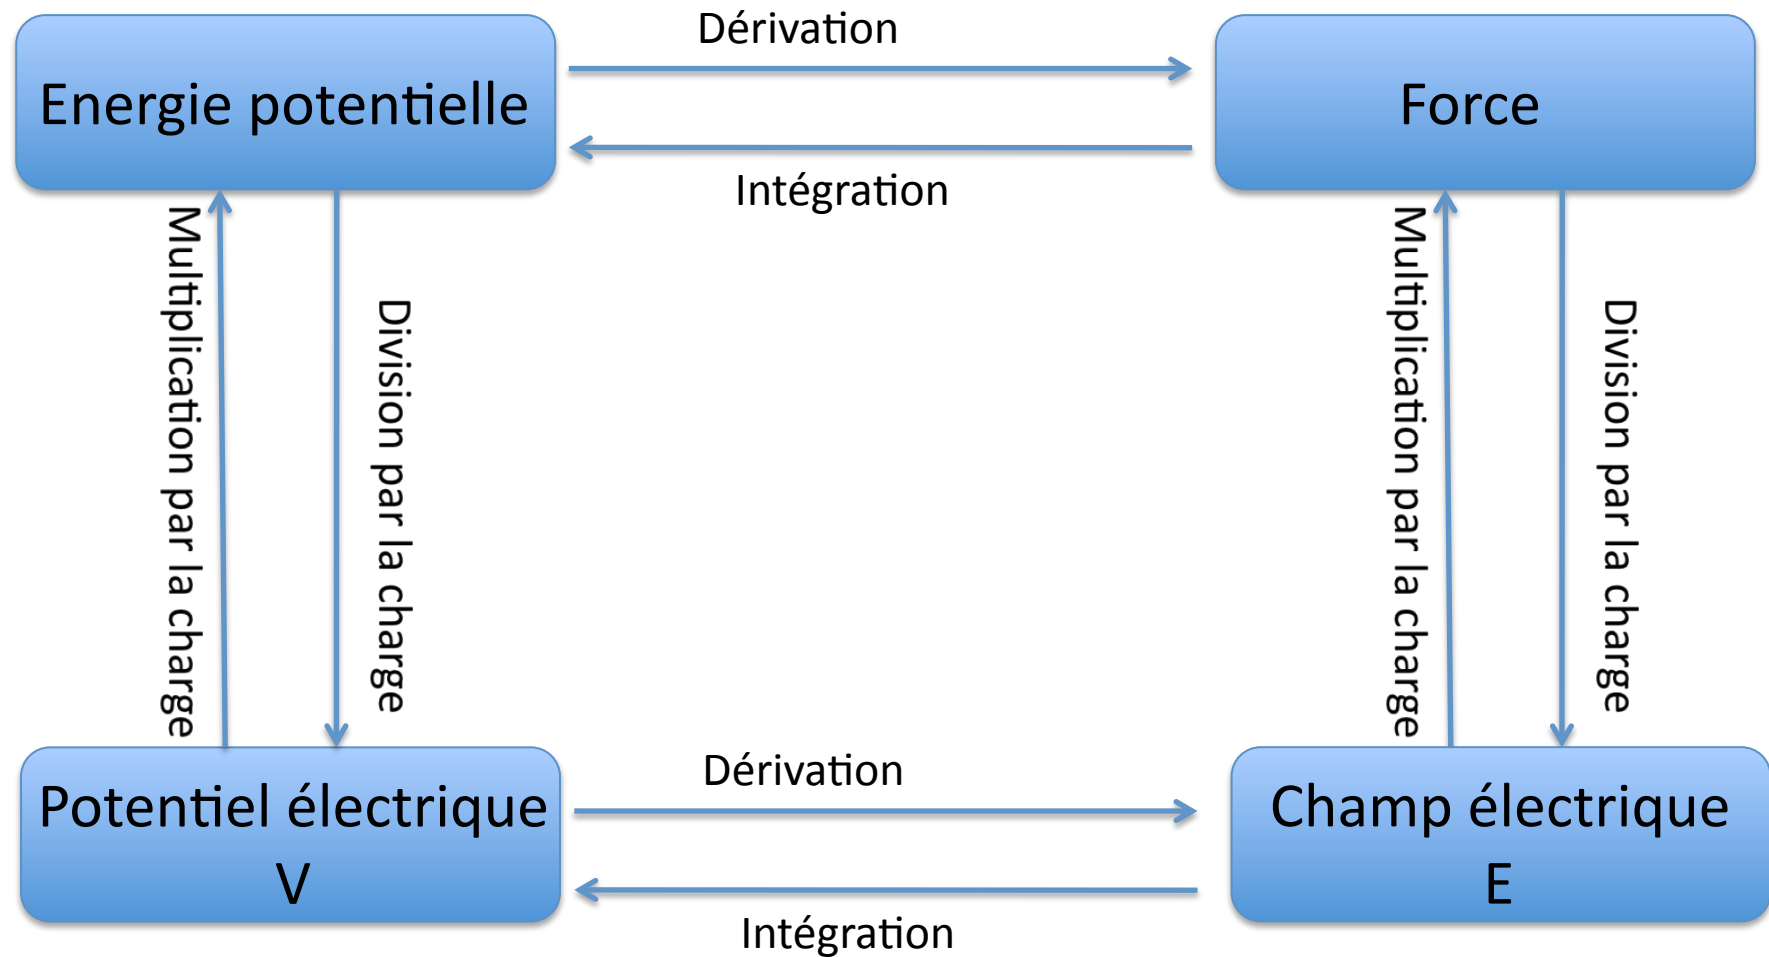 Dérivation
Energie potentielle
Force
Intégration
Multiplication par la charge
Division par la charge
Multiplication par la charge
Division par la charge
Dérivation
Potentiel électrique
V
Champ électrique
E
Intégration